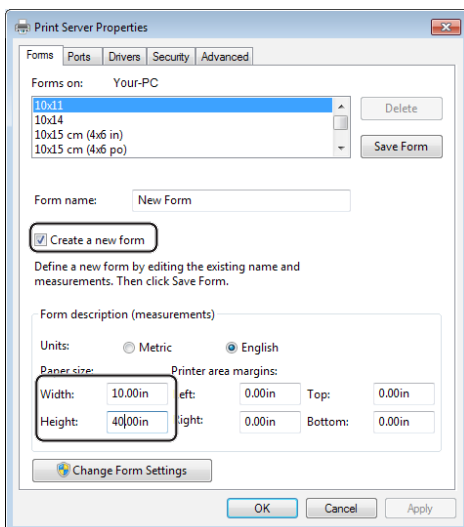 Print Server Properties
Forms Ports Drivers Security Advanced
Forms on: Your-PC
10x11
10x14
10x15 cm (4x6 in)
10x15 cm (4x6 po)
Delete
Save Form
Form name: New Form
Create a new form
Define a new form by editing the existing name and
measurements. Then click Save Form.
Form description (measurements)
Units: Metric English
Paper size: Printer area margins:
Width: 10.00in Left: 0.00in Top: 0.00in
Height: 40.00in Right: 0.00in Bottom: 0.00in
Change Form Settings
OK Cancel Apply